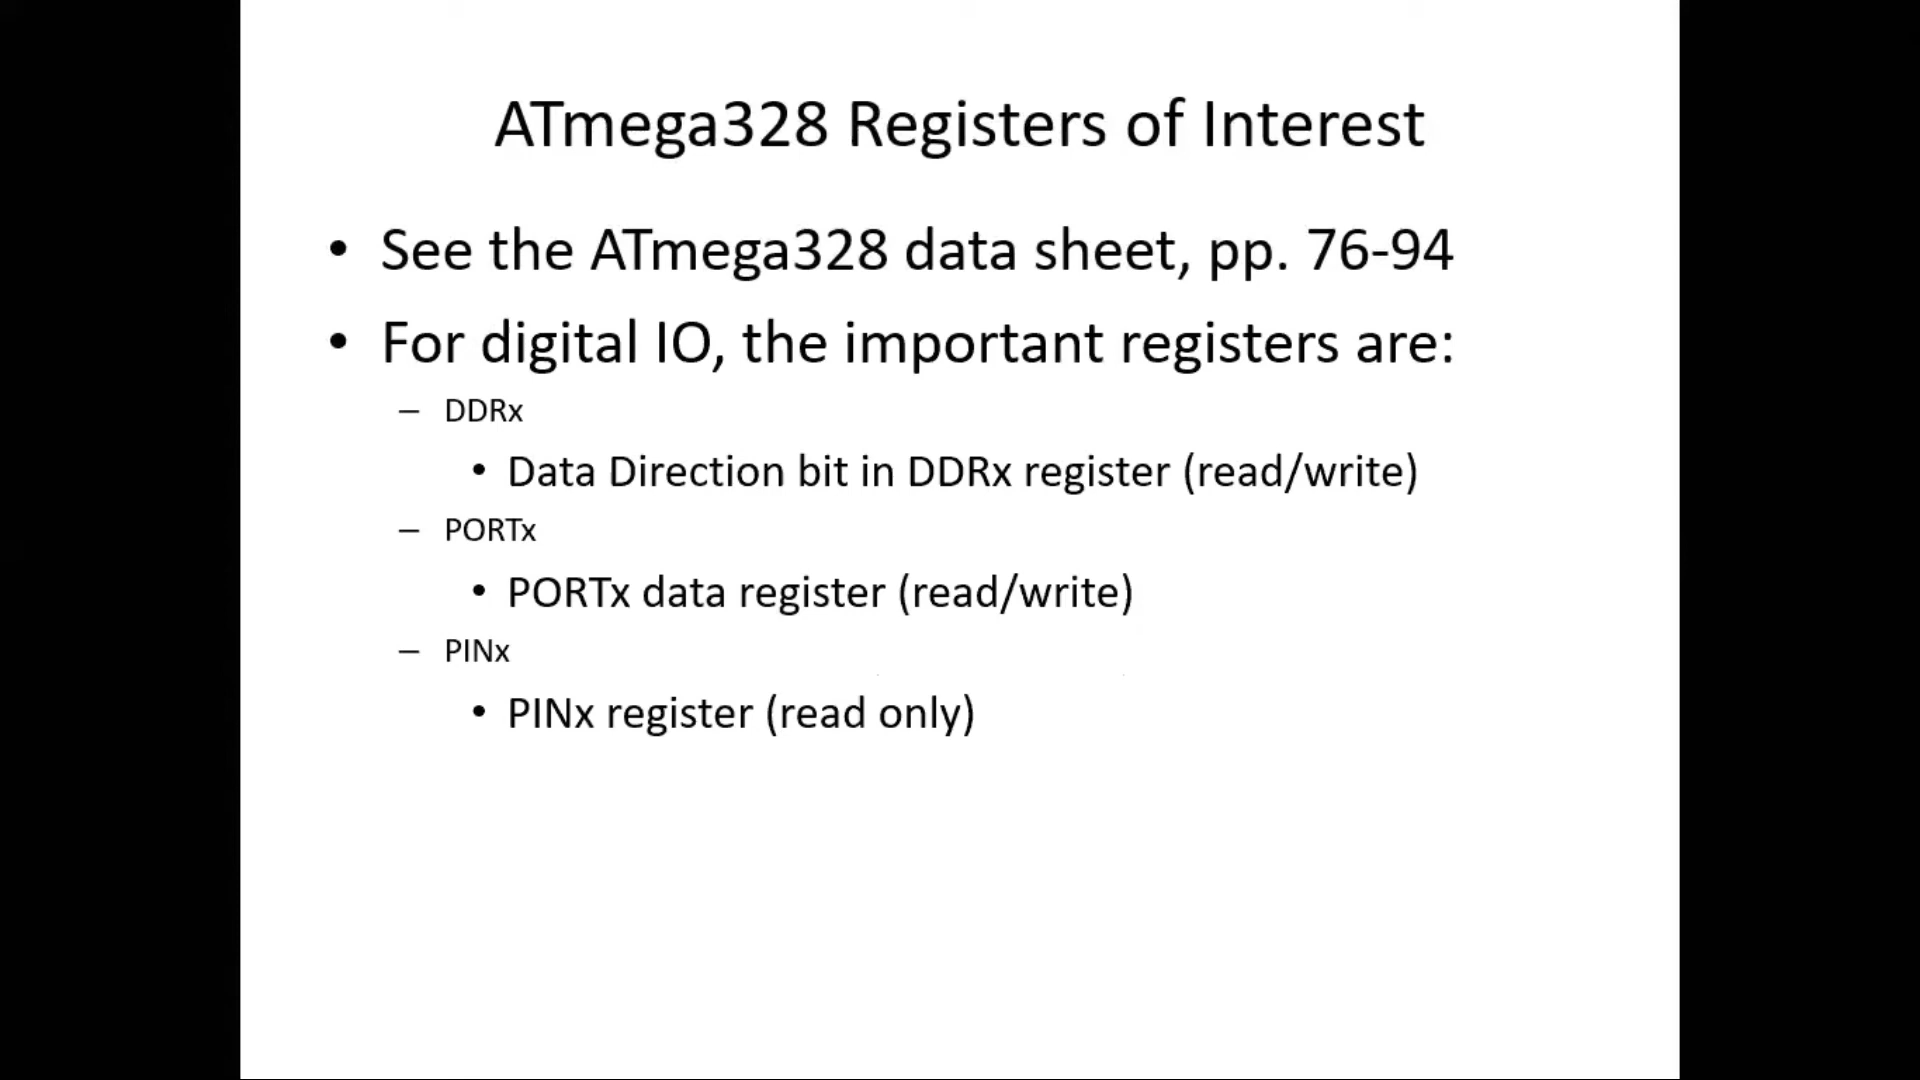 ATmega328 Registers of Interest
• See the ATmega328 data sheet, pp. 76-94
• For digital IO, the important registers are:
– DDRx
• Data Direction bit in DDRx register (read/write)
– PORTx
• PORTx data register (read/write)
– PINx
• PINx register (read only)